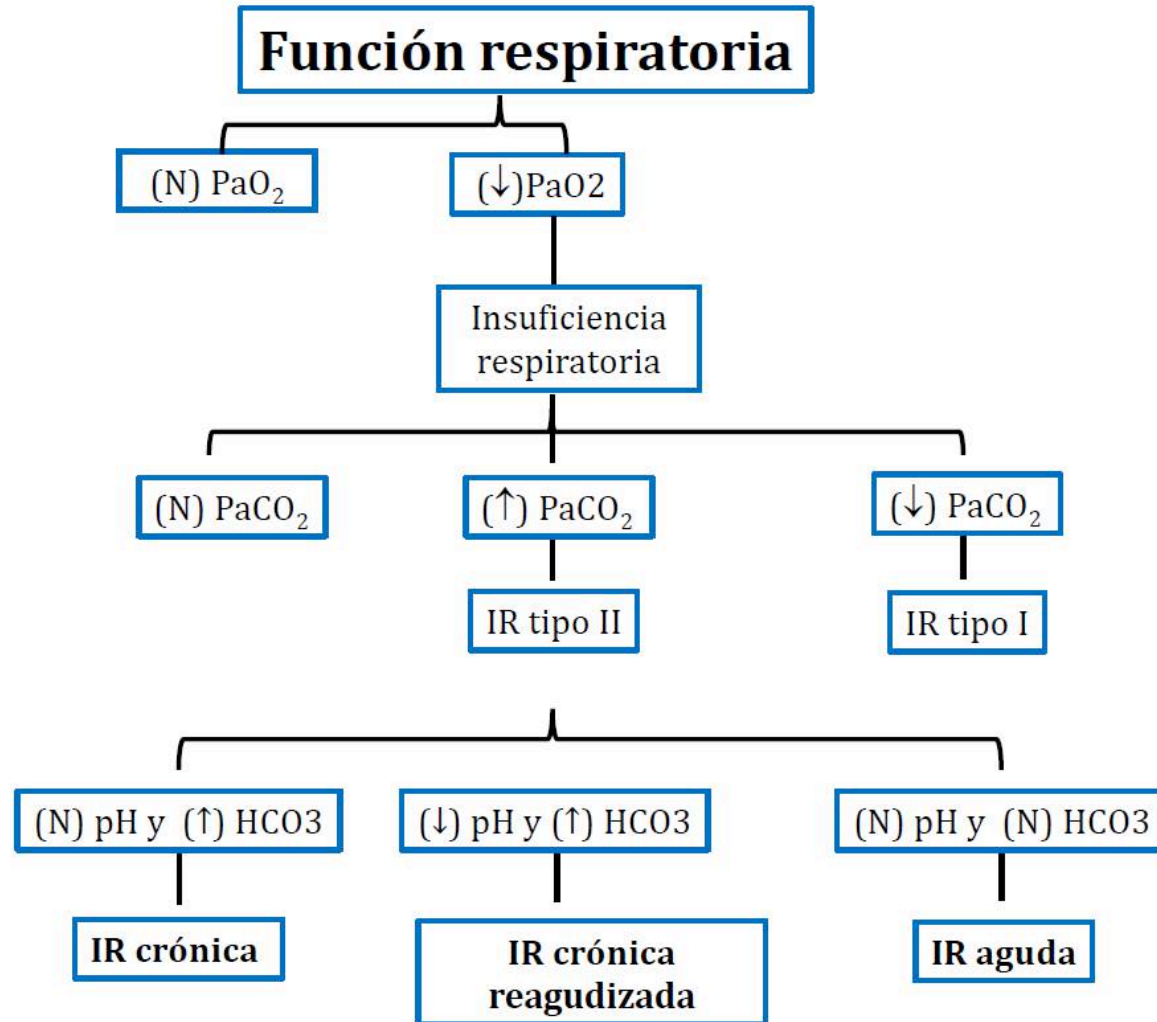 Función respiratoria
(N) PaO₂
(↓)PaO2
Insuficiencia
respiratoria
(N) PaCO₂
(↑) PaCO₂
(↓) PaCO₂
IR tipo II
IR tipo I
(N) pH y (↑) HCO3
(↓) pH y (↑) HCO3
(N) pH y (N) HCO3
IR crónica
IR crónica
reagudizada
IR aguda